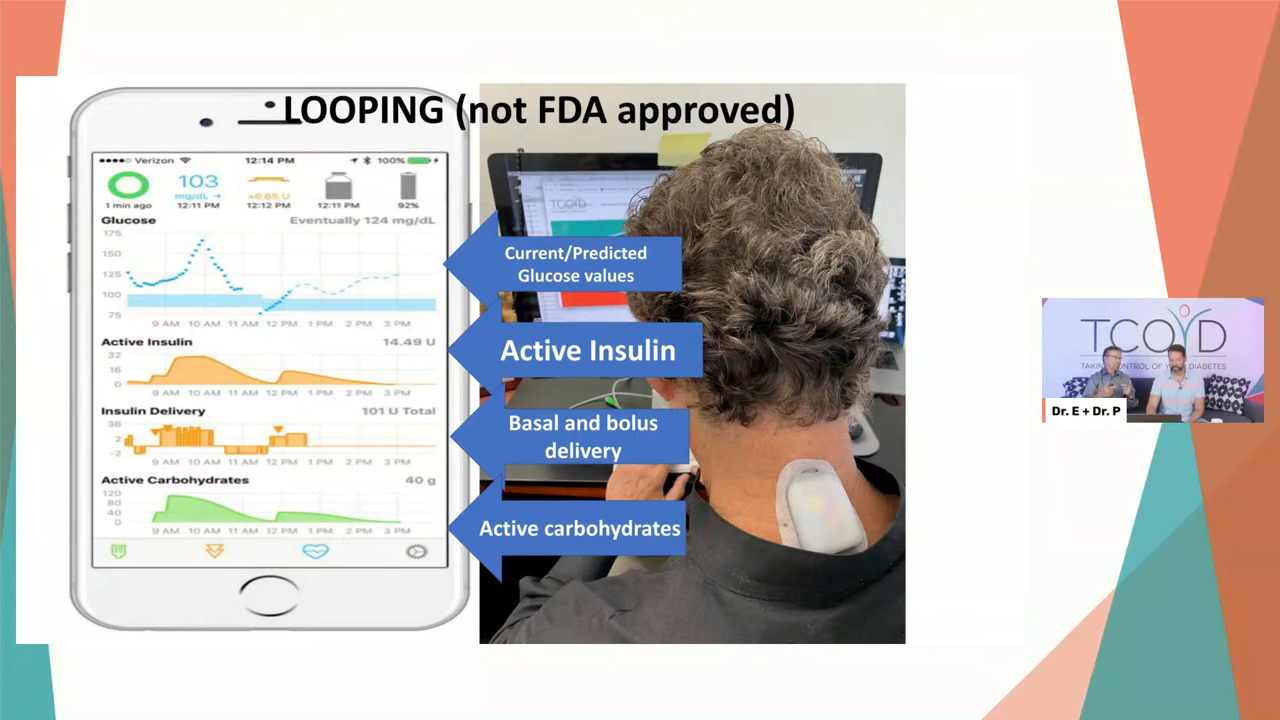 LOOPING (not FDA approved)
Verizon 12:14 PM 100%
103
mg/dL →
+6.65 U
1 min ago 12:11 PM 12:12 PM 12:11 PM 92%
Glucose Eventually 124 mg/dL
175
150
125
100
75
9 AM 10 AM 11 AM 12 PM 1 PM 2 PM 3 PM
Active Insulin 14.49 U
32
16
0
9 AM 10 AM 11 AM 12 PM 1 PM 2 PM 3 PM
Insulin Delivery 101 U Total
36
2
-2
9 AM 10 AM 11 AM 12 PM 1 PM 2 PM 3 PM
Active Carbohydrates 40 g
120
80
40
0
9 AM 10 AM 11 AM 12 PM 1 PM 2 PM 3 PM
Current/Predicted
Glucose values
Active Insulin
Basal and bolus
delivery
Active carbohydrates
TCOYD
TCOYD
TAKING CONTROL OF YOUR DIABETES
Dr. E + Dr. P